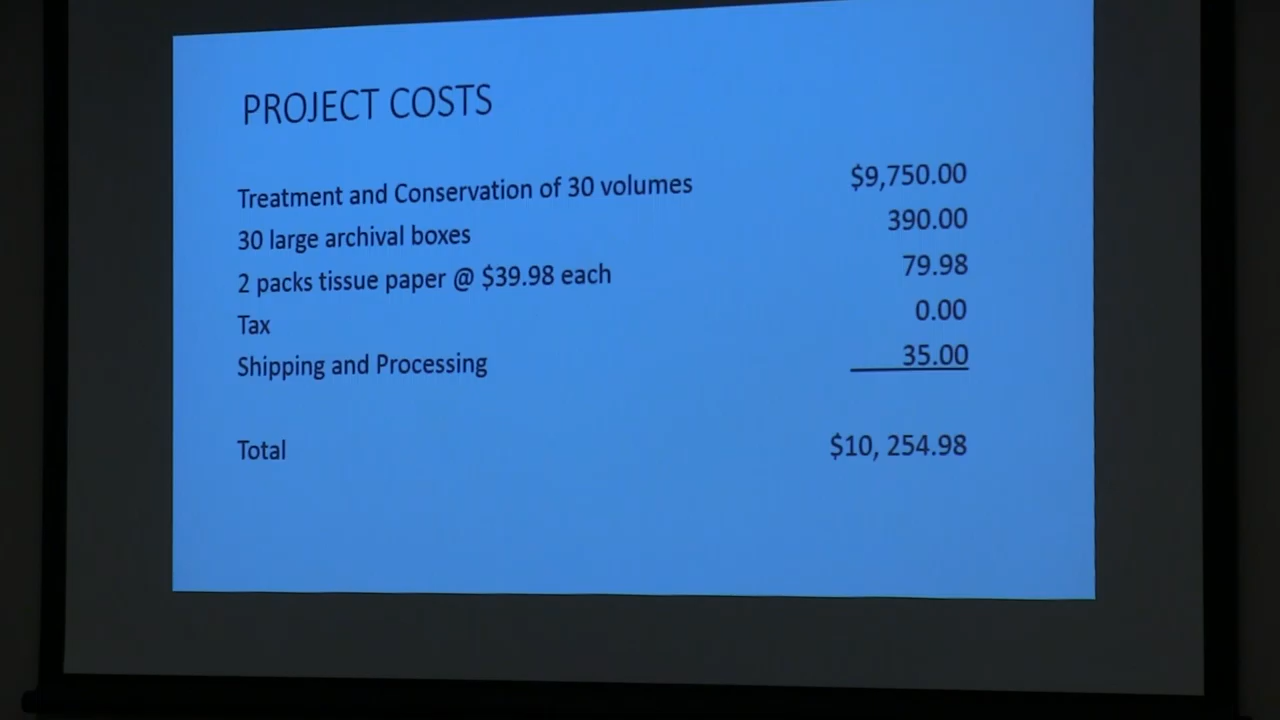 PROJECT COSTS
Treatment and Conservation of 30 volumes $9,750.00
30 large archival boxes 390.00
2 packs tissue paper @ $39.98 each 79.98
Tax 0.00
Shipping and Processing 35.00
Total $10, 254.98